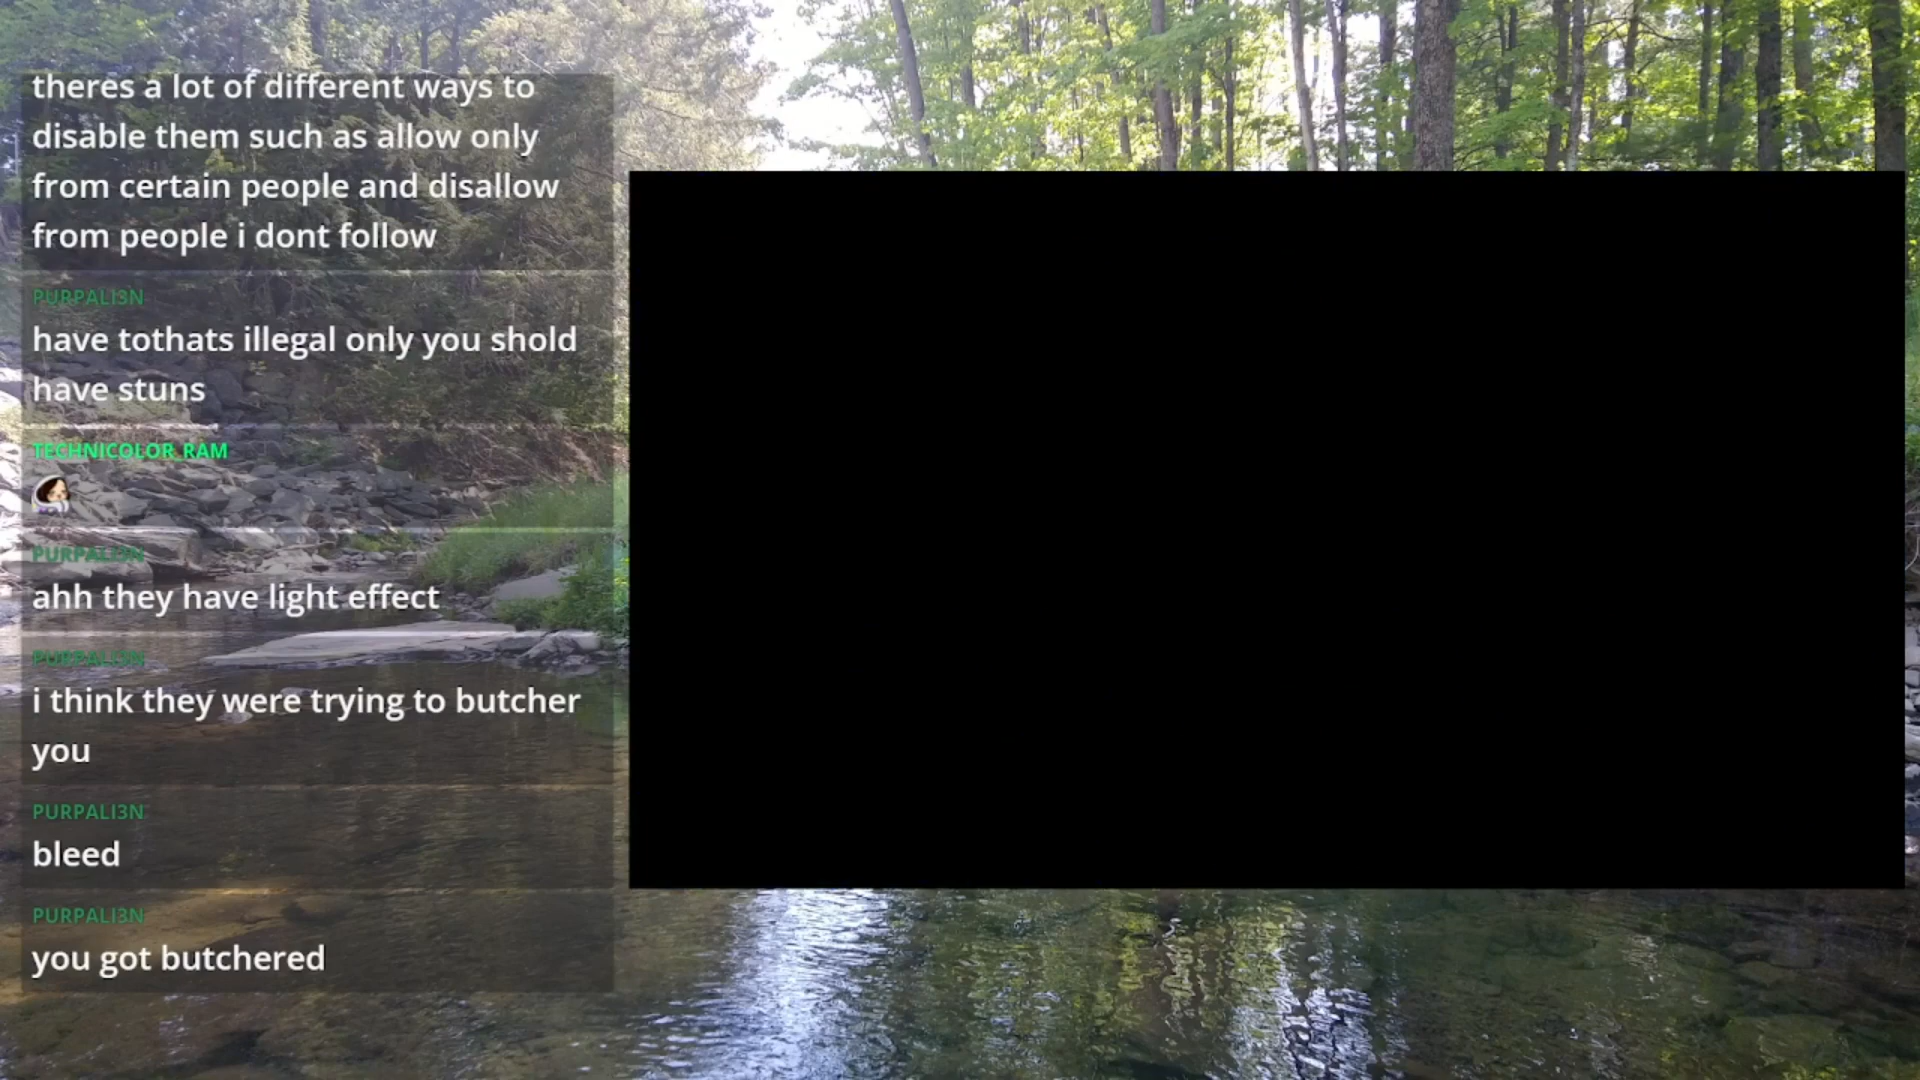 theres a lot of different ways to
disable them such as allow only
from certain people and disallow
from people i dont follow
PURPALI3N
have tothats illegal only you shold
have stuns
TECHNICOLOR_RAM
PURPALI3N
ahh they have light effect
PURPALI3N
i think they were trying to butcher
you
PURPALI3N
bleed
PURPALI3N
you got butchered